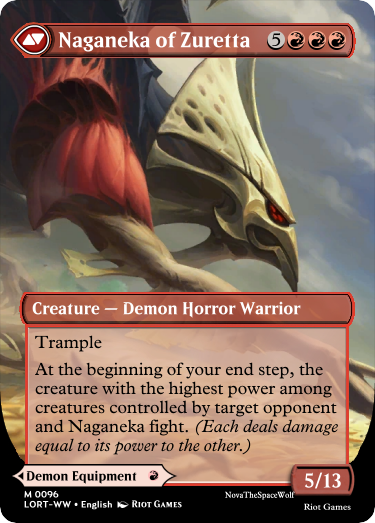 Naganeka of Zuretta 5
Creature — Demon Horror Warrior
Trample
At the beginning of your end step, the
creature with the highest power among
creatures controlled by target opponent
and Naganeka fight. (Each deals damage
equal to its power to the other.)
Demon Equipment
5/13
M 0096
NovaTheSpaceWolf
LORT-WW • English Riot Games
Riot Games